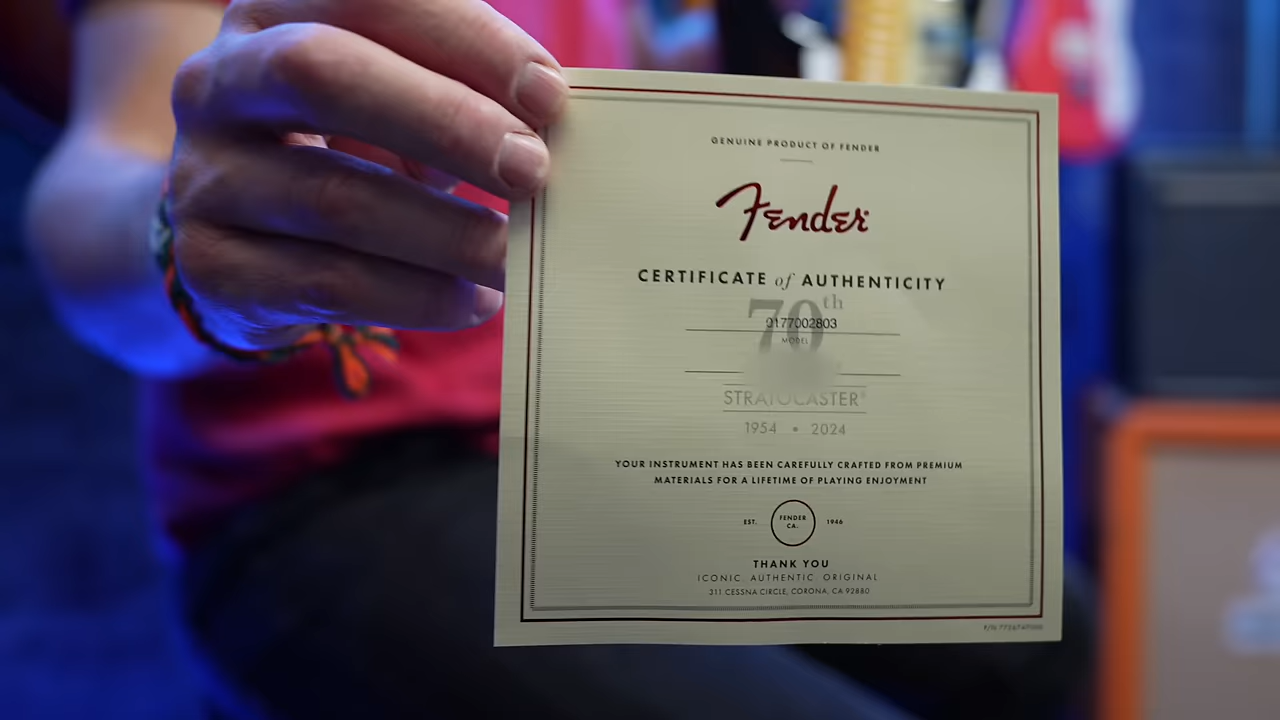 GENUINE PRODUCT OF FENDER
Fender
CERTIFICATE of AUTHENTICITY
70th
9177002803
MODEL
STRATOCASTER®
1954 • 2024
YOUR INSTRUMENT HAS BEEN CAREFULLY CRAFTED FROM PREMIUM
MATERIALS FOR A LIFETIME OF PLAYING ENJOYMENT
EST. FENDER CA. 1946
THANK YOU
ICONIC. AUTHENTIC. ORIGINAL
311 CESSNA CIRCLE, CORONA, CA 92880